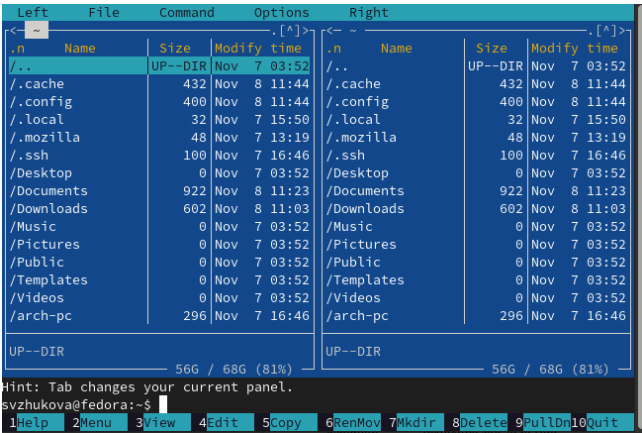 Left File Command Options Right
<─ ~ ─.[^]> <─ ~ ─.[^]>
.n Name Size Modify time .n Name Size Modify time
/.. UP--DIR Nov 7 03:52 /.. UP--DIR Nov 7 03:52
/.cache 432 Nov 8 11:44 /.cache 432 Nov 8 11:44
/.config 400 Nov 8 11:44 /.config 400 Nov 8 11:44
/.local 32 Nov 7 15:50 /.local 32 Nov 7 15:50
/.mozilla 48 Nov 7 13:19 /.mozilla 48 Nov 7 13:19
/.ssh 100 Nov 7 16:46 /.ssh 100 Nov 7 16:46
/Desktop 0 Nov 7 03:52 /Desktop 0 Nov 7 03:52
/Documents 922 Nov 8 11:23 /Documents 922 Nov 8 11:23
/Downloads 602 Nov 8 11:03 /Downloads 602 Nov 8 11:03
/Music 0 Nov 7 03:52 /Music 0 Nov 7 03:52
/Pictures 0 Nov 7 03:52 /Pictures 0 Nov 7 03:52
/Public 0 Nov 7 03:52 /Public 0 Nov 7 03:52
/Templates 0 Nov 7 03:52 /Templates 0 Nov 7 03:52
/Videos 0 Nov 7 03:52 /Videos 0 Nov 7 03:52
/arch-pc 296 Nov 7 16:46 /arch-pc 296 Nov 7 16:46
UP--DIR UP--DIR
56G / 68G (81%) 56G / 68G (81%)
Hint: Tab changes your current panel.
svzhukova@fedora:~$
1Help 2Menu 3View 4Edit 5Copy 6RenMov 7Mkdir 8Delete 9PullDn 10Quit